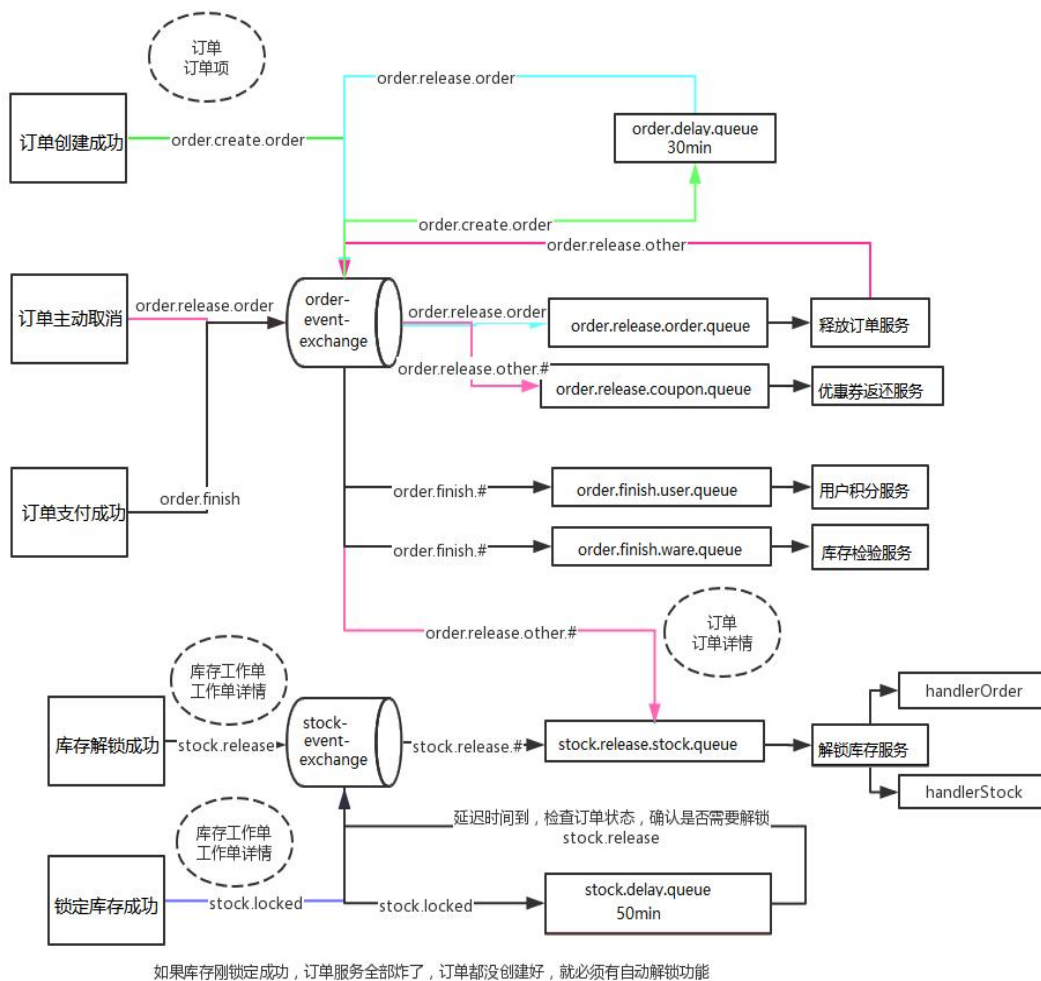 订单
订单项
order.release.order
订单创建成功
order.create.order
order.delay.queue
30min
order.create.order
order.release.other
订单主动取消
order.release.order
order-
event-
exchange
order.release.order
order.release.order.queue
释放订单服务
order.release.other.#
order.release.coupon.queue
优惠券返还服务
订单支付成功
order.finish
order.finish.#
order.finish.user.queue
用户积分服务
order.finish.#
order.finish.ware.queue
库存检验服务
order.release.other.#
订单
订单详情
库存工作单
工作单详情
handlerOrder
库存解锁成功
stock.release
stock-
event-
exchange
stock.release.#
stock.release.stock.queue
解锁库存服务
handlerStock
延迟时间到，检查订单状态，确认是否需要解锁
stock.release
库存工作单
工作单详情
锁定库存成功
stock.locked
stock.locked
stock.delay.queue
50min
如果库存刚锁定成功，订单服务全部炸了，订单都没创建好，就必须有自动解锁功能